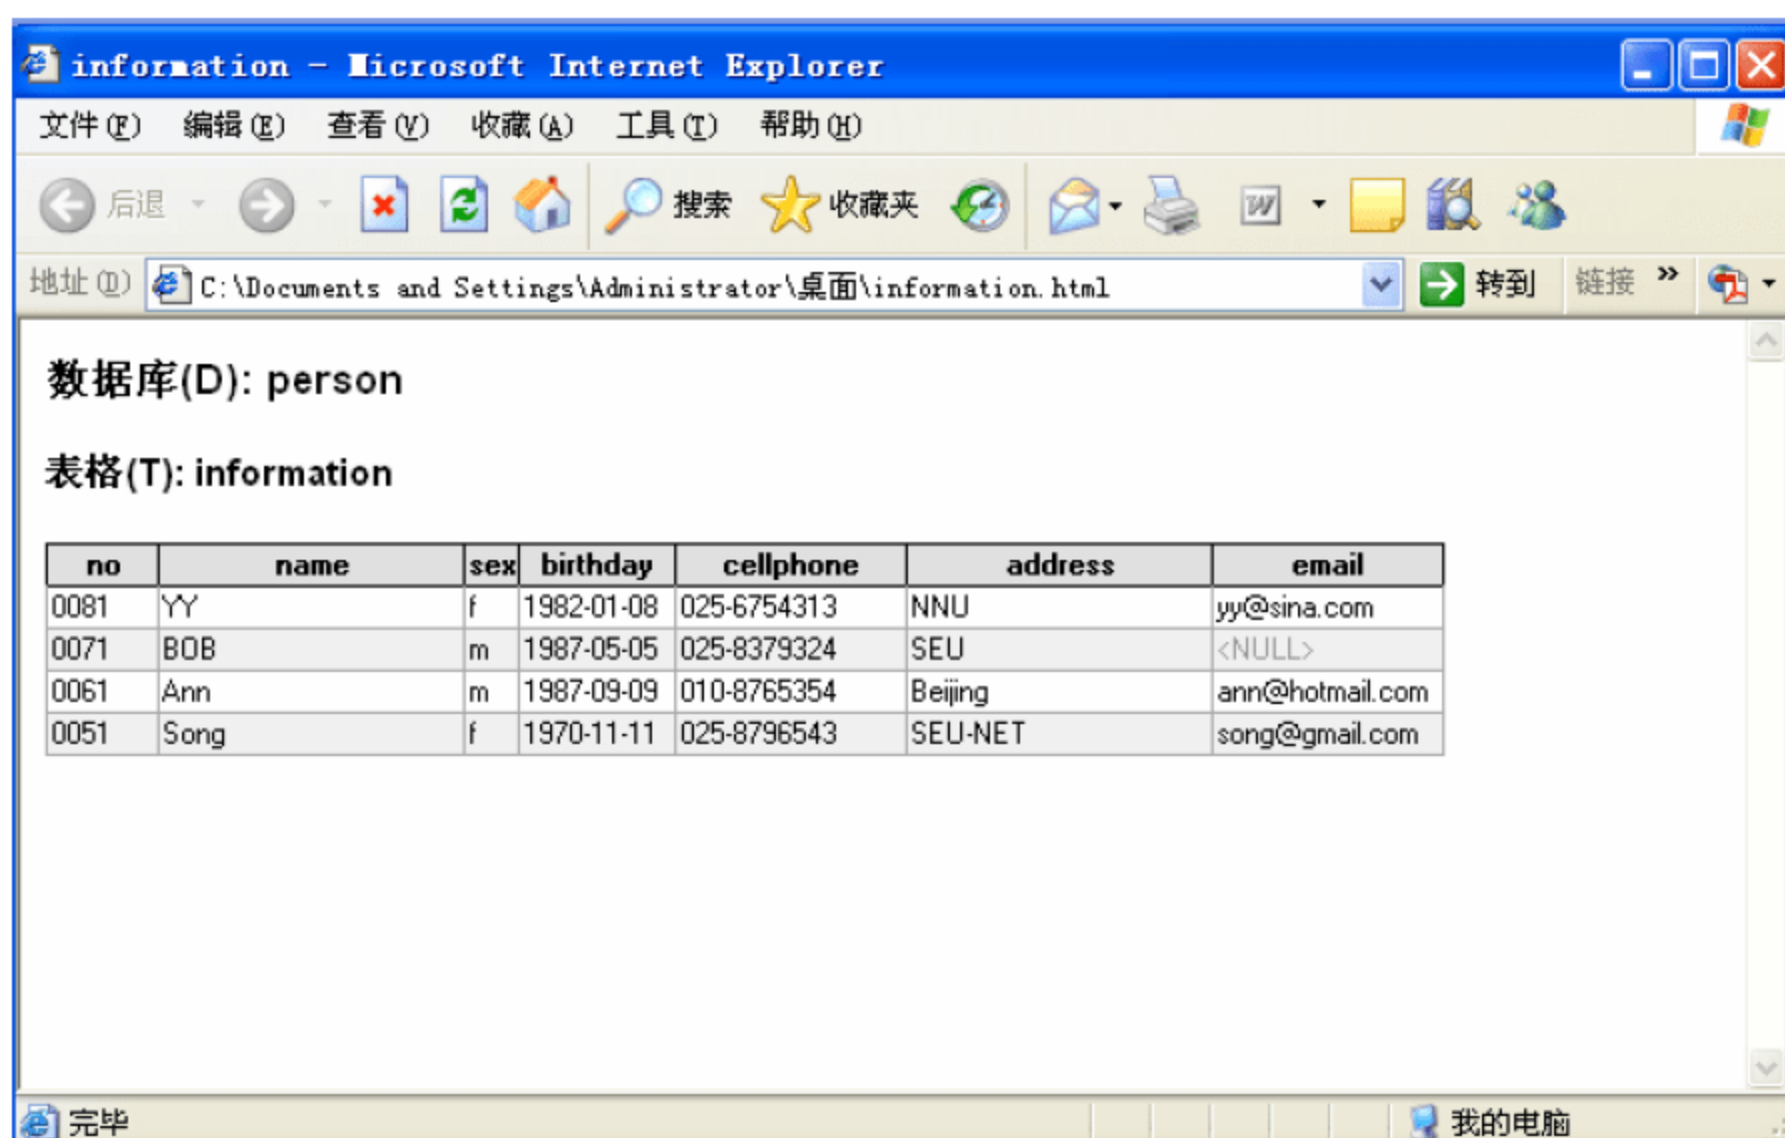 information - Microsoft Internet Explorer
文件(F) 编辑(E) 查看(V) 收藏(A) 工具(T) 帮助(H)
后退 搜索 收藏夹 W
地址(D) C:\Documents and Settings\Administrator\桌面\information.html 转到 链接 »
数据库(D): person
表格(T): information
no name sex birthday cellphone address email
0081 YY f 1982-01-08 025-6754313 NNU yy@sina.com
0071 BOB m 1987-05-05 025-8379324 SEU <NULL>
0061 Ann m 1987-09-09 010-8765354 Beijing ann@hotmail.com
0051 Song f 1970-11-11 025-8796543 SEU-NET song@gmail.com
完毕 我的电脑